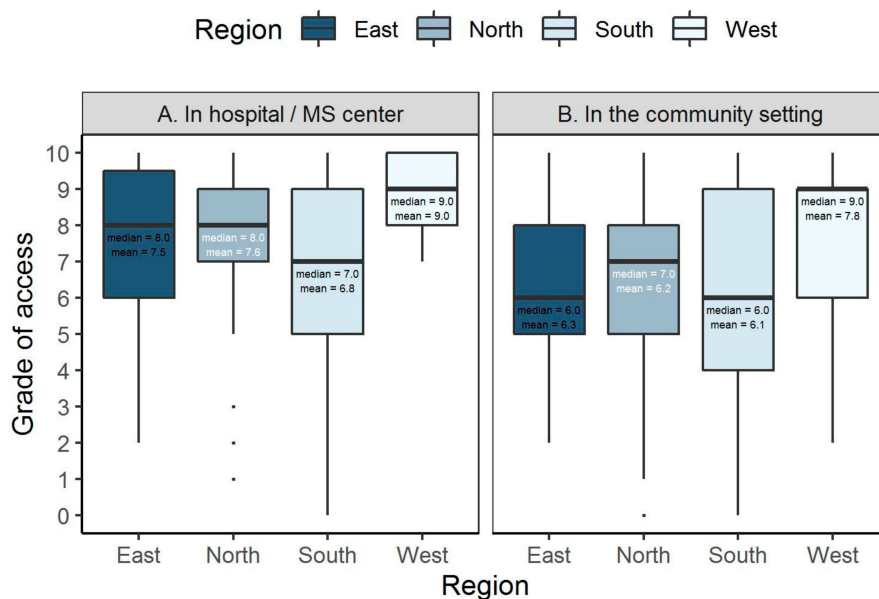 Region East North South West
A. In hospital / MS center
B. In the community setting
Grade of access
10
9
8
7
6
5
4
3
2
1
0
median = 8.0
mean = 7.5
median = 8.0
mean = 7.6
median = 7.0
mean = 6.8
median = 9.0
mean = 9.0
median = 6.0
mean = 6.3
median = 7.0
mean = 6.2
median = 6.0
mean = 6.1
median = 9.0
mean = 7.8
East North South West
East North South West
Region